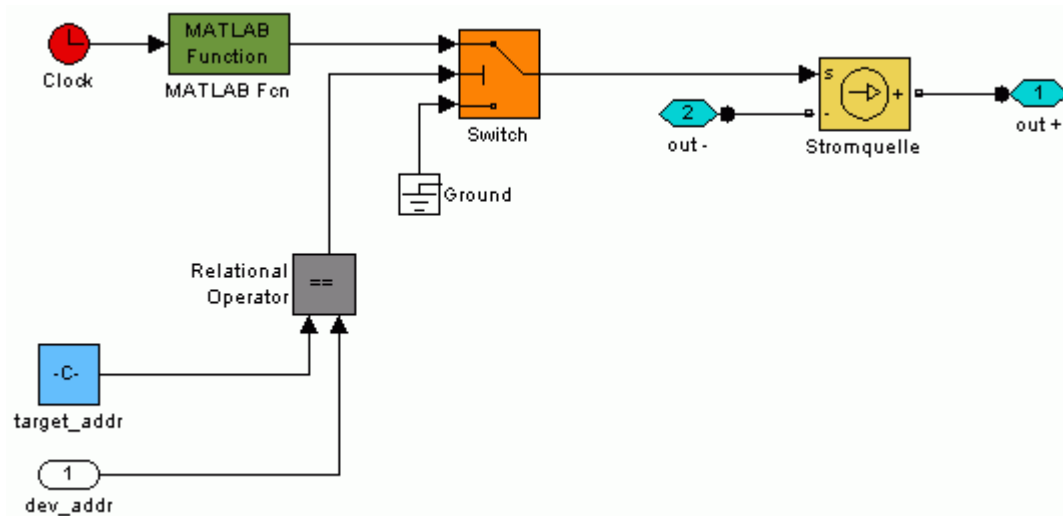 MATLAB
Function
Clock
MATLAB Fcn
Switch
s
+
-
Stromquelle
2
out -
1
out +
Ground
Relational
Operator
==
-C-
target_addr
1
dev_addr